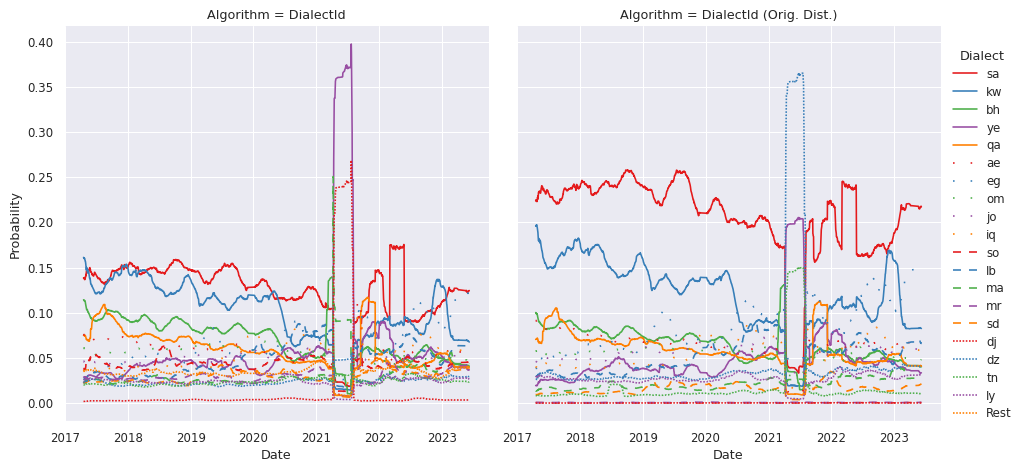 Algorithm = DialectId
Algorithm = DialectId (Orig. Dist.)
0.40
0.35
0.30
0.25
0.20
0.15
0.10
0.05
0.00
Probability
2017 2018 2019 2020 2021 2022 2023
2017 2018 2019 2020 2021 2022 2023
Date
Date
Dialect
sa
kw
bh
ye
qa
ae
eg
om
jo
iq
so
lb
ma
mr
sd
dj
dz
tn
ly
Rest